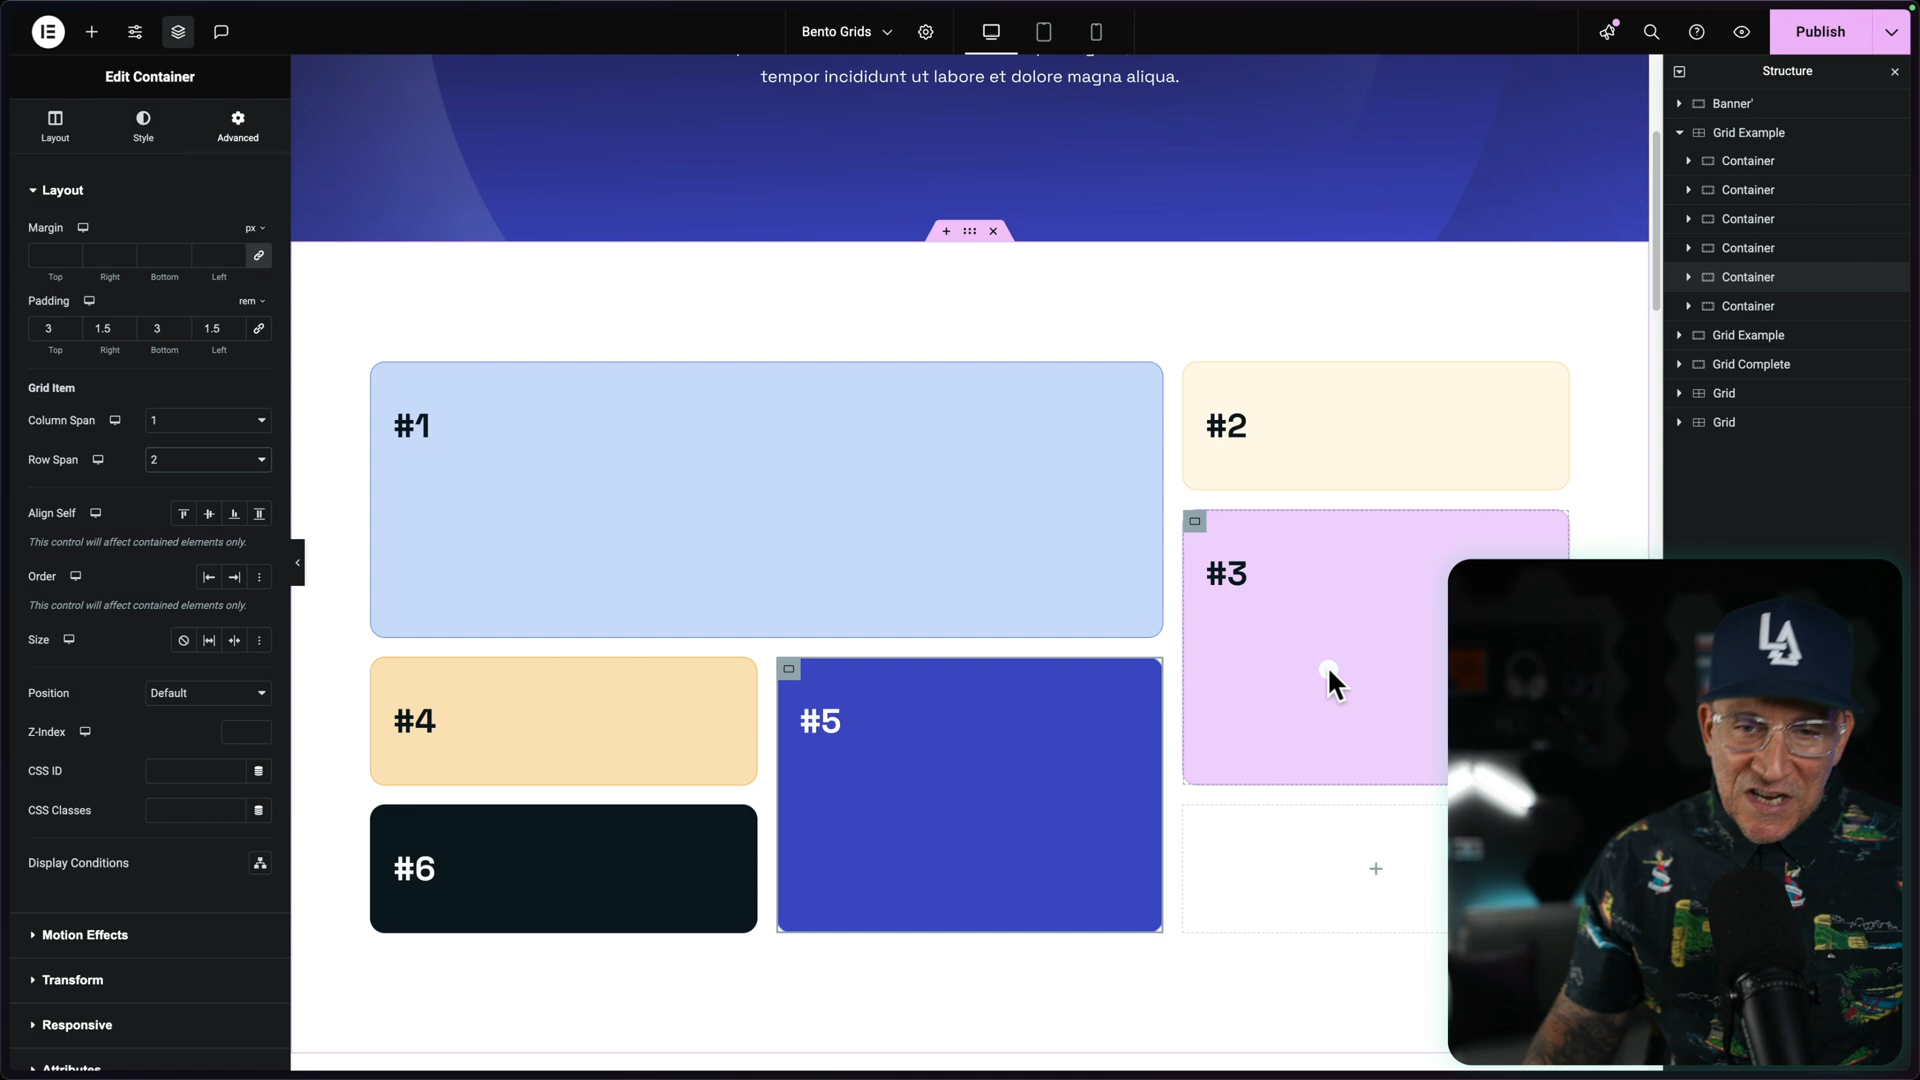 Bento Grids
Publish
Edit Container
Layout
Style
Advanced
Layout
Margin
px
Top
Right
Bottom
Left
Padding
rem
3
1.5
3
1.5
Top
Right
Bottom
Left
Grid Item
Column Span
1
Row Span
2
Align Self
This control will affect contained elements only.
Order
This control will affect contained elements only.
Size
Position
Default
Z-Index
CSS ID
CSS Classes
Display Conditions
Motion Effects
Transform
Responsive
Attributes
tempor incididunt ut labore et dolore magna aliqua.
#1
#2
#3
#4
#5
#6
Structure
Banner'
Grid Example
Container
Container
Container
Container
Container
Container
Grid Example
Grid Complete
Grid
Grid
LA